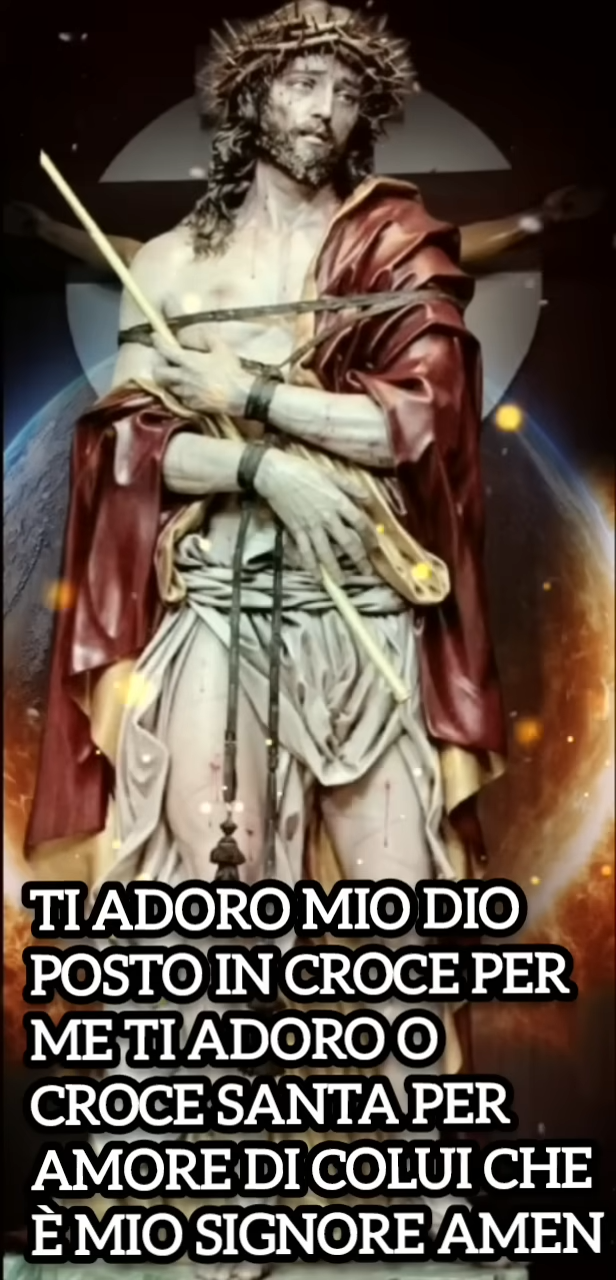 TI ADORO MIO DIO
POSTO IN CROCE PER
ME TI ADORO O
CROCE SANTA PER
AMORE DI COLUI CHE
È MIO SIGNORE AMEN